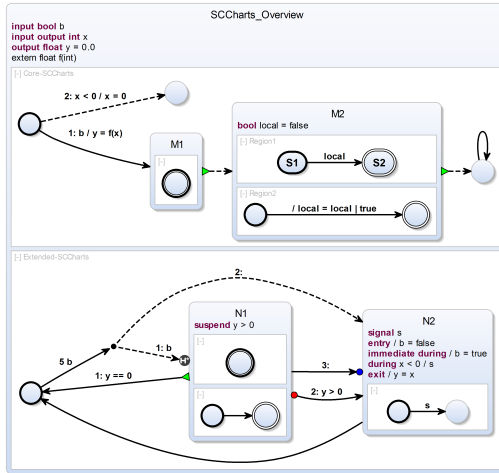 SCCharts_Overview
input bool b
input output int x
output float y = 0.0
extern float f(int)
[-] Core-SCCharts
2: x < 0 / x = 0
1: b / y = f(x)
M1
[-]
M2
bool local = false
[-] Region1
S1
local
S2
[-] Region2
/ local = local | true
[-] Extended-SCCharts
2:
5 b
1: b
H*
1: y == 0
N1
suspend y > 0
[-]
[-]
3:
2: y > 0
N2
signal s
entry / b = false
immediate during / b = true
during x < 0 / s
exit / y = x
[-]
s